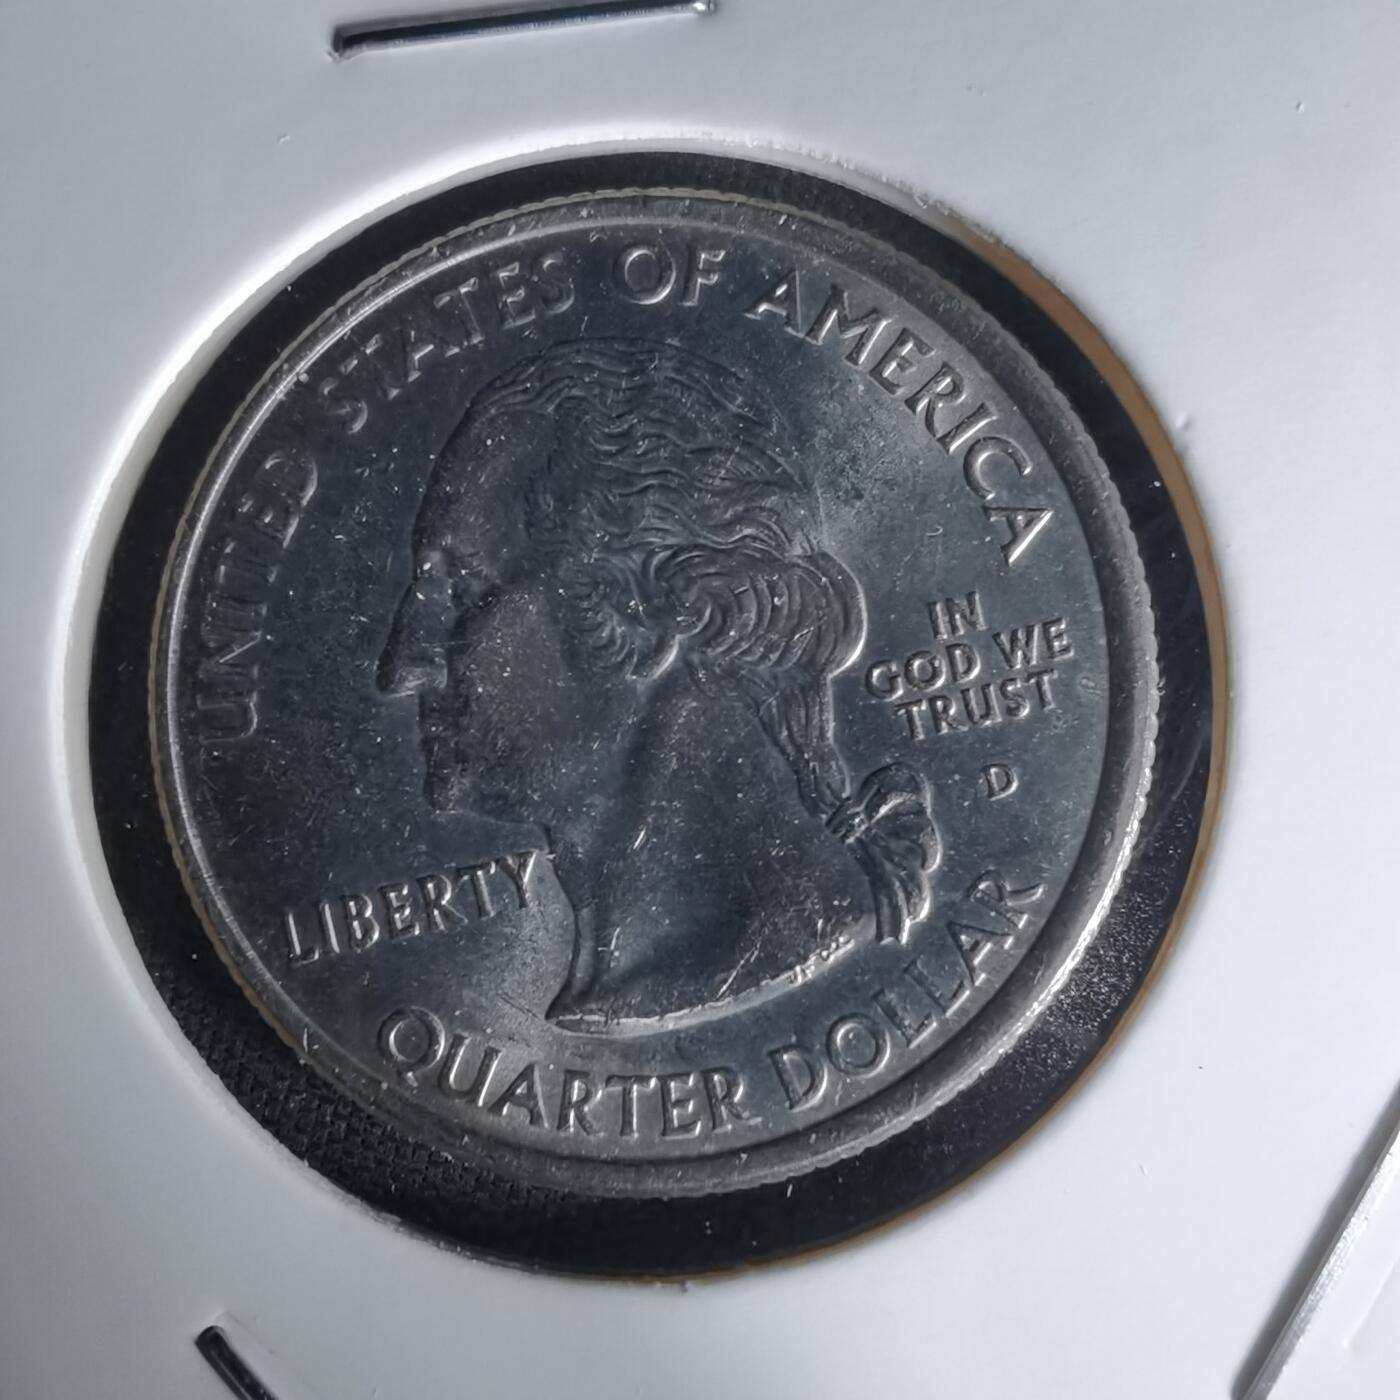 UNITED STATES OF AMERICA
IN
GOD WE
TRUST
D
LIBERTY
QUARTER DOLLAR